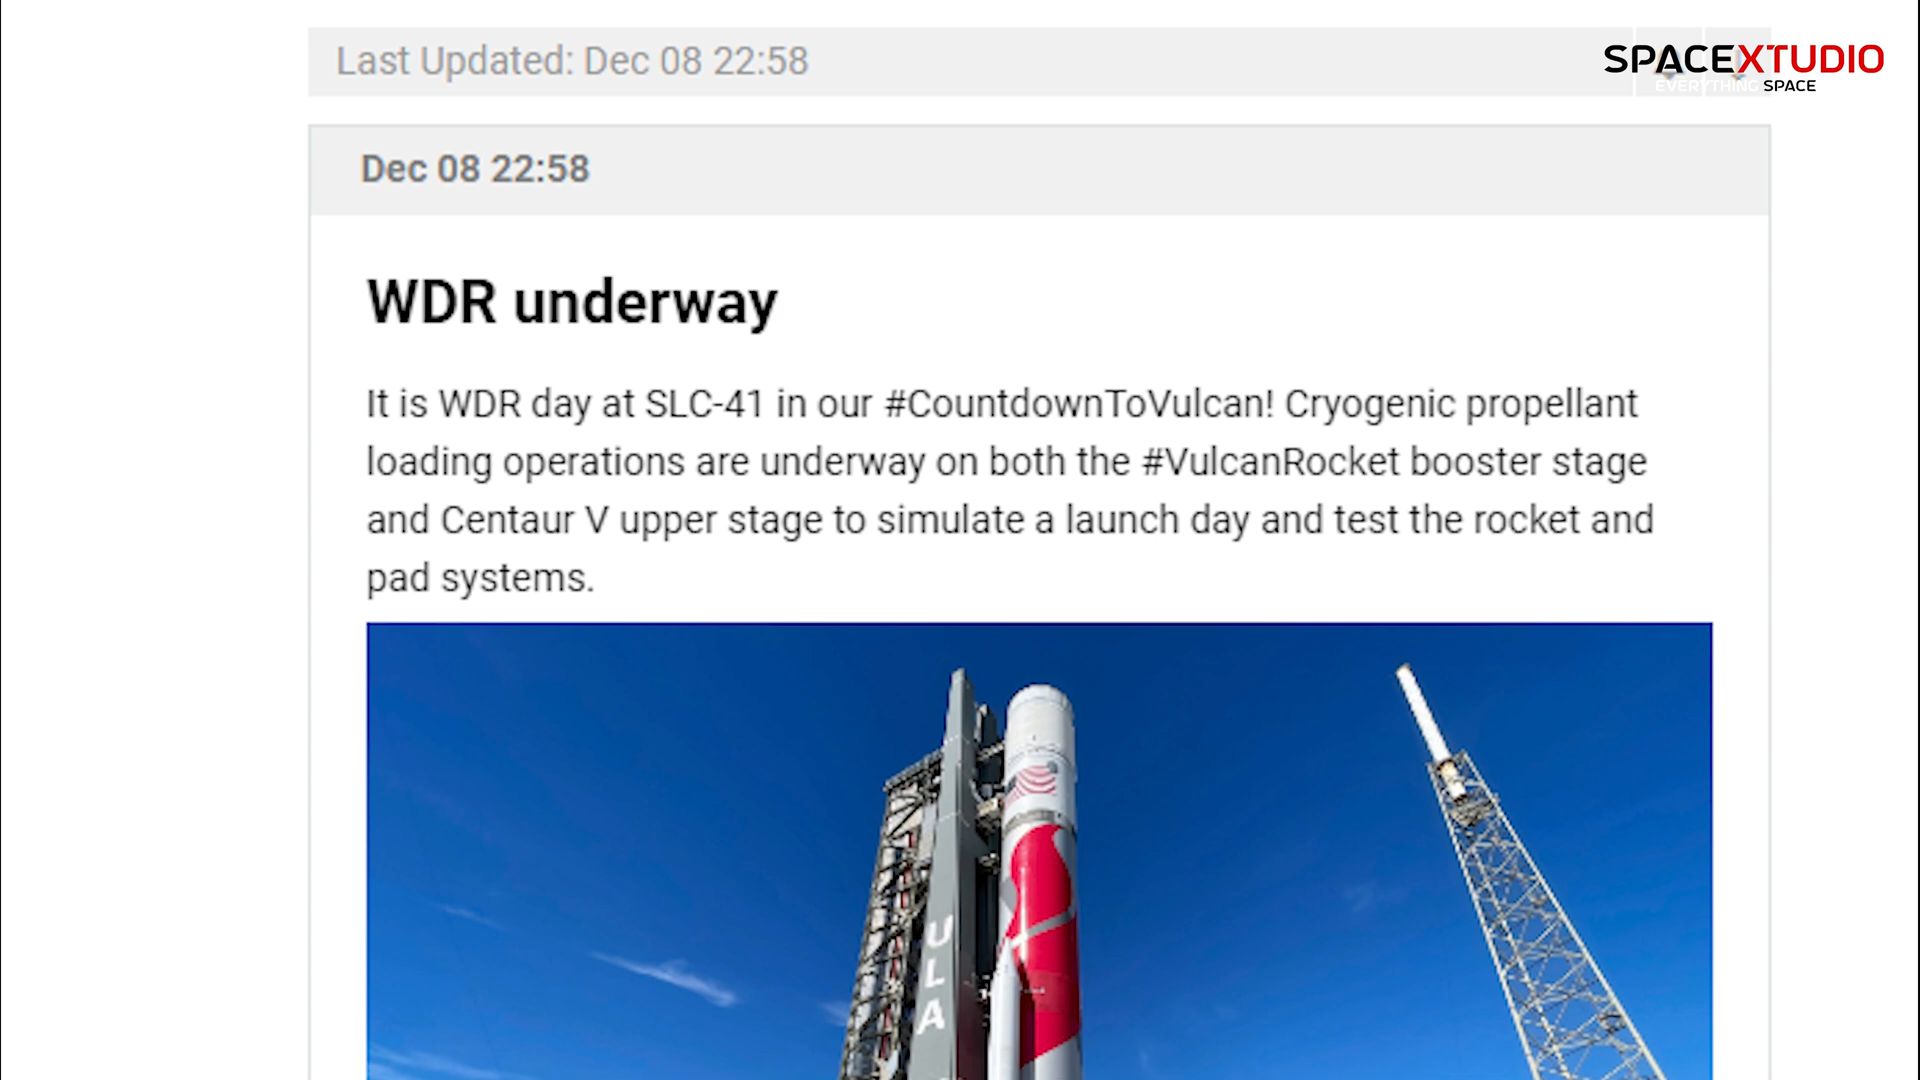 Last Updated: Dec 08 22:58
SPACEXTUDIO
EVERYTHING SPACE
Dec 08 22:58
WDR underway
It is WDR day at SLC-41 in our #CountdownToVulcan! Cryogenic propellant
loading operations are underway on both the #VulcanRocket booster stage
and Centaur V upper stage to simulate a launch day and test the rocket and
pad systems.
ULA